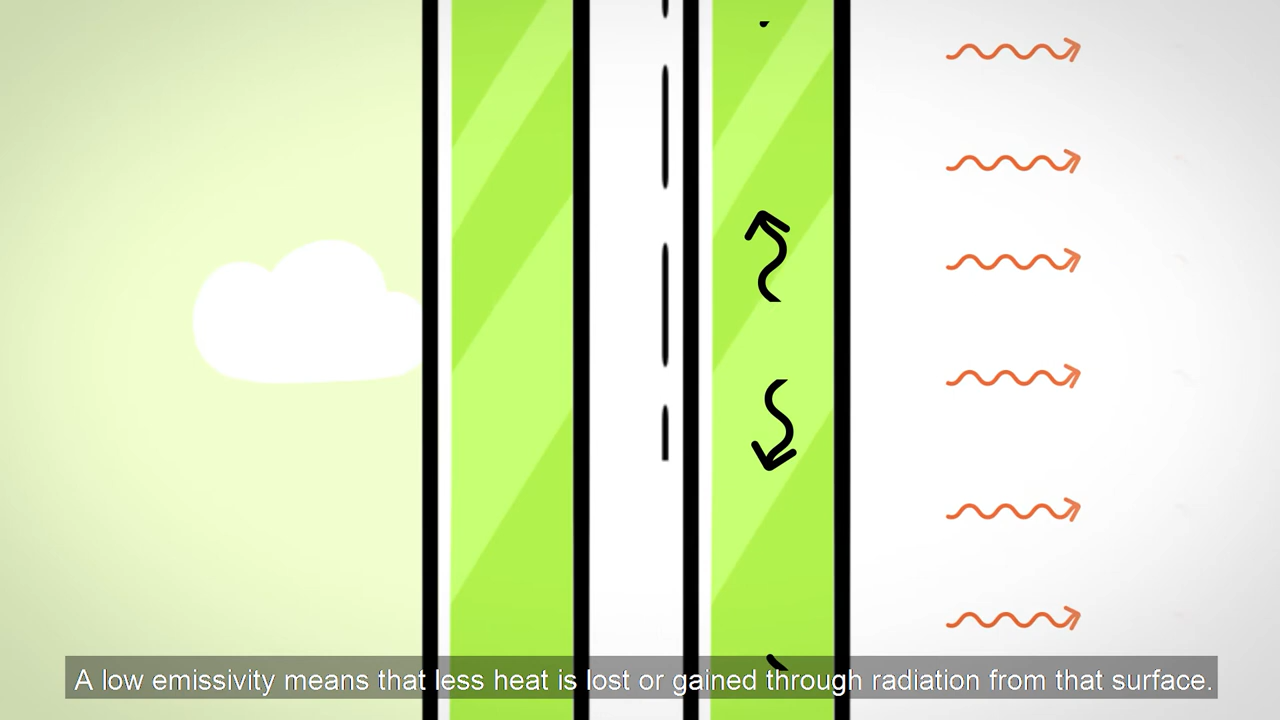 A low emissivity means that less heat is lost or gained through radiation from that surface.